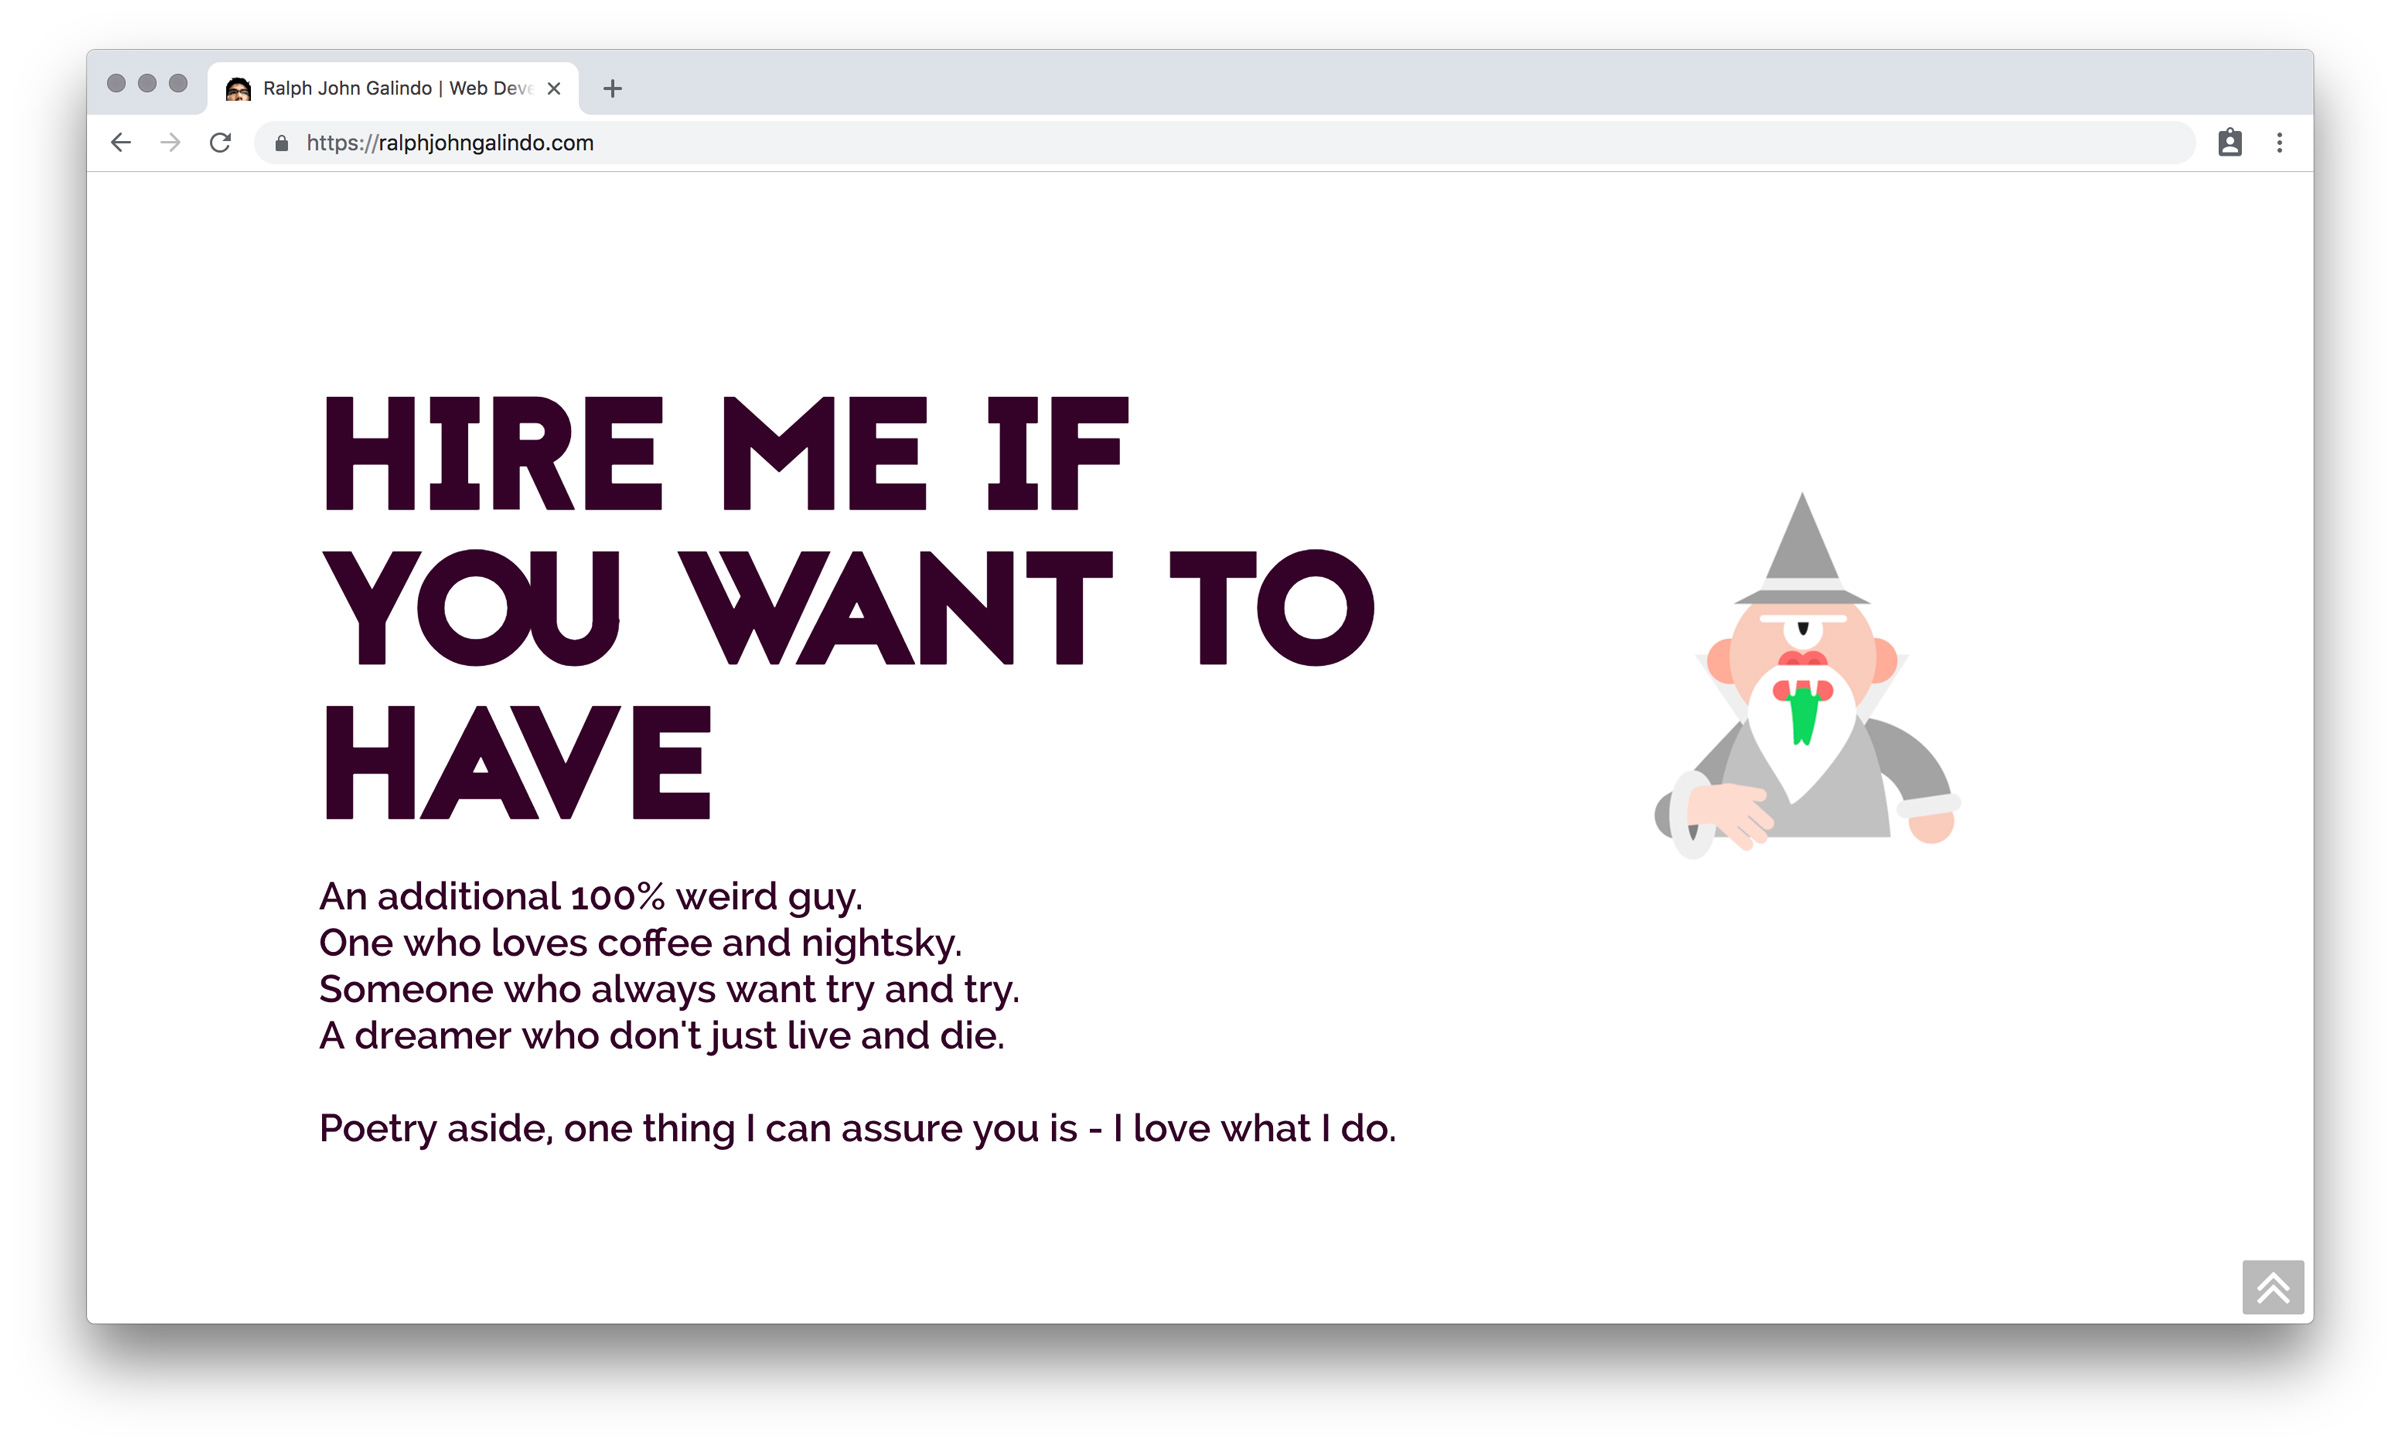 Ralph John Galindo | Web Deve
https://ralphjohngalindo.com
HIRE ME IF
YOU WANT TO
HAVE
An additional 100% weird guy.
One who loves coffee and nightsky.
Someone who always want try and try.
A dreamer who don't just live and die.
Poetry aside, one thing I can assure you is - I love what I do.